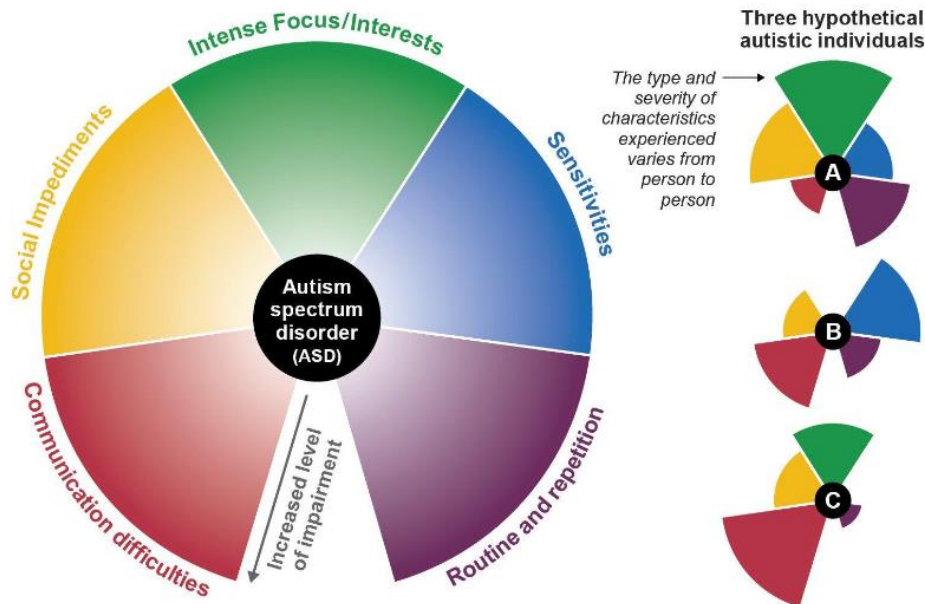 Intense Focus/Interests
Social Impediments
Sensitivities
Communication difficulties
Routine and repetition
Autism
spectrum
disorder
(ASD)
Increased level
of impairment
Three hypothetical
autistic individuals
The type and
severity of
characteristics
experienced
varies from
person to
person
A
B
C